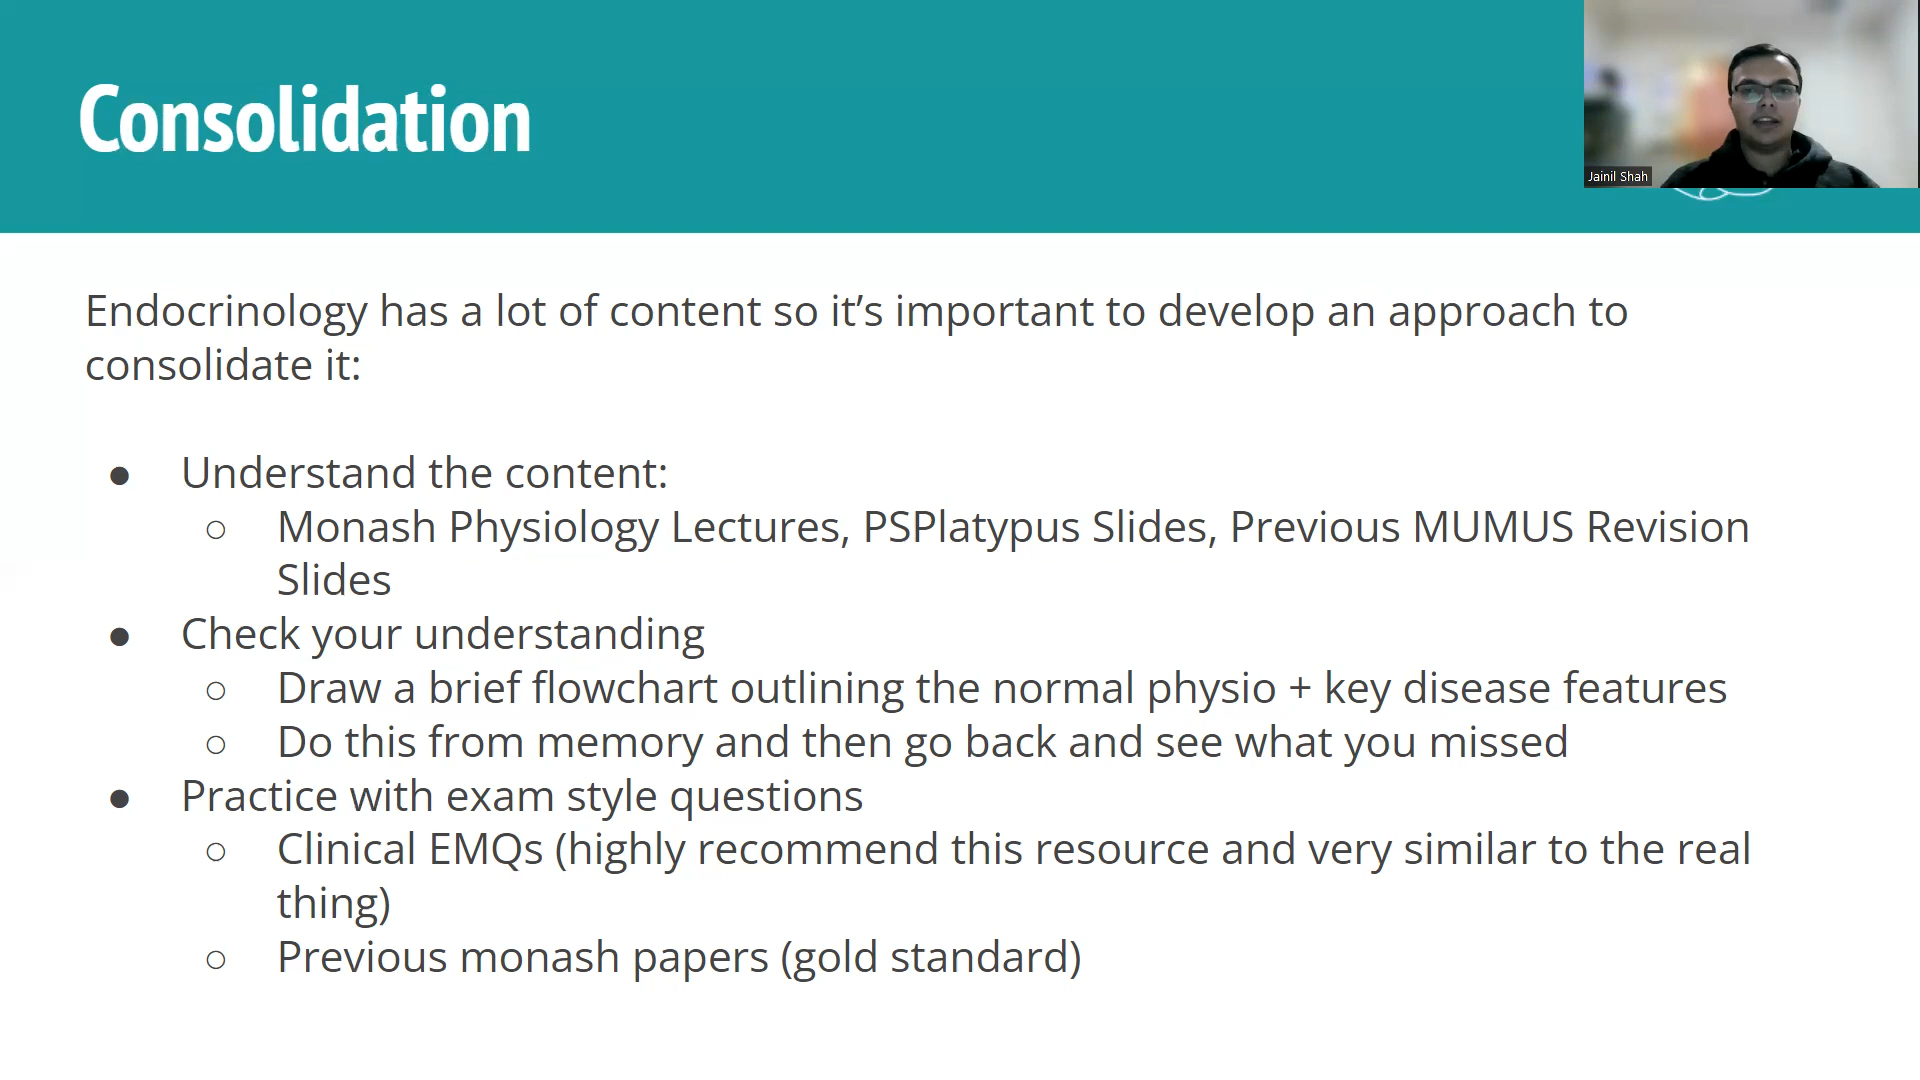 Consolidation
Jainil Shah
Endocrinology has a lot of content so it’s important to develop an approach to
consolidate it:
● Understand the content:
○ Monash Physiology Lectures, PSPlatypus Slides, Previous MUMUS Revision
Slides
● Check your understanding
○ Draw a brief flowchart outlining the normal physio + key disease features
○ Do this from memory and then go back and see what you missed
● Practice with exam style questions
○ Clinical EMQs (highly recommend this resource and very similar to the real
thing)
○ Previous monash papers (gold standard)